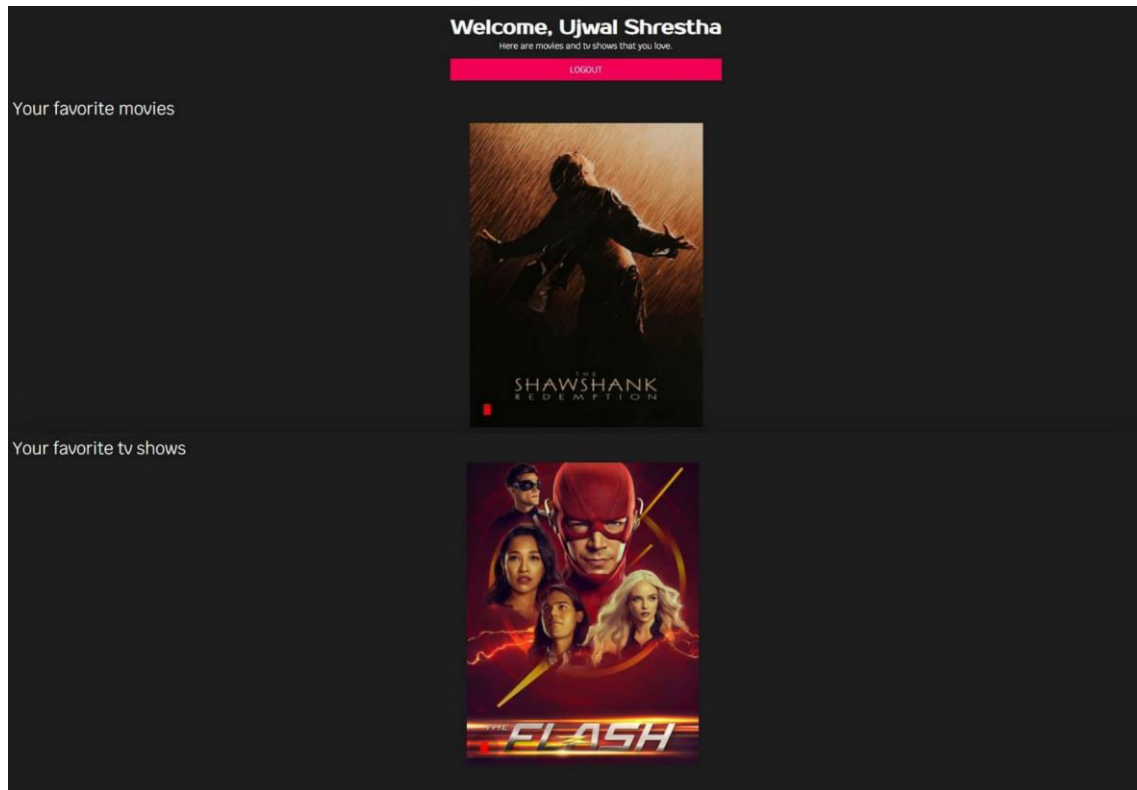 Welcome, Ujwal Shrestha
Here are movies and tv shows that you love.
LOGOUT
Your favorite movies
THE
SHAWSHANK
REDEMPTION
Your favorite tv shows
THE
FLASH